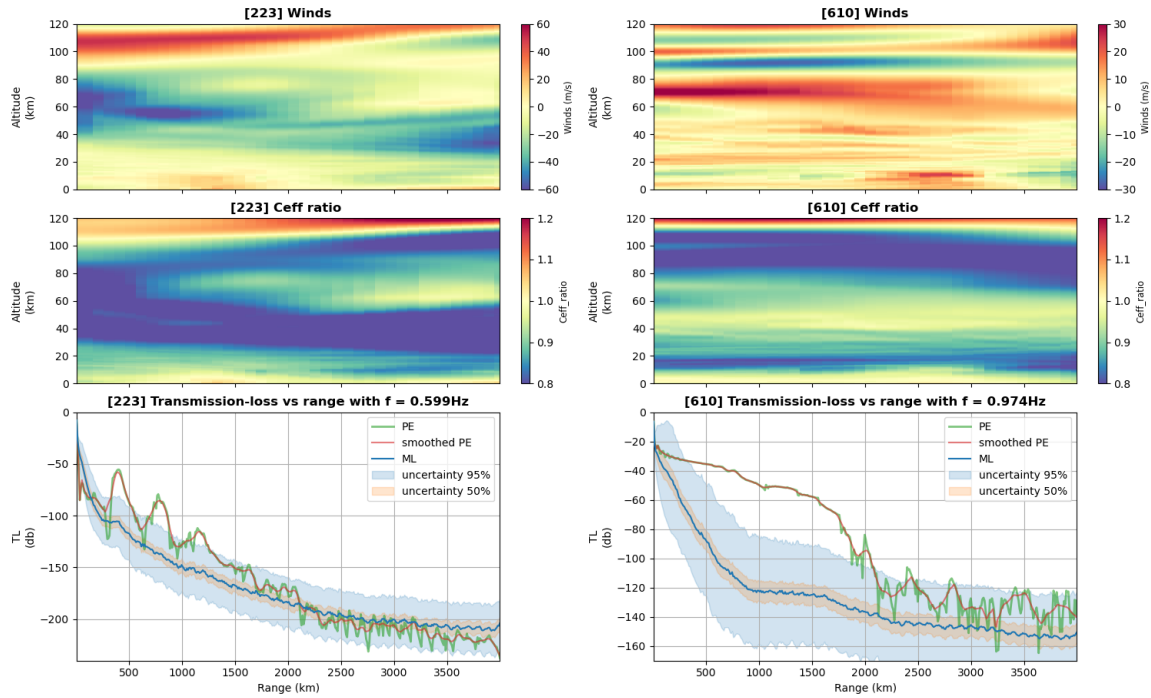 [223] Winds
120
100
80
60
40
20
0
Altitude
(km)
60
40
20
0
−20
−40
−60
Winds (m/s)
[610] Winds
120
100
80
60
40
20
0
Altitude
(km)
30
20
10
0
−10
−20
−30
Winds (m/s)
[223] Ceff ratio
120
100
80
60
40
20
0
Altitude
(km)
1.2
1.1
1.0
0.9
0.8
Ceff_ratio
[610] Ceff ratio
120
100
80
60
40
20
0
Altitude
(km)
1.2
1.1
1.0
0.9
0.8
Ceff_ratio
[223] Transmission-loss vs range with f = 0.599Hz
0
−50
−100
−150
−200
TL
(db)
PE
smoothed PE
ML
uncertainty 95%
uncertainty 50%
500 1000 1500 2000 2500 3000 3500
Range (km)
[610] Transmission-loss vs range with f = 0.974Hz
0
−20
−40
−60
−80
−100
−120
−140
−160
TL
(db)
PE
smoothed PE
ML
uncertainty 95%
uncertainty 50%
500 1000 1500 2000 2500 3000 3500
Range (km)